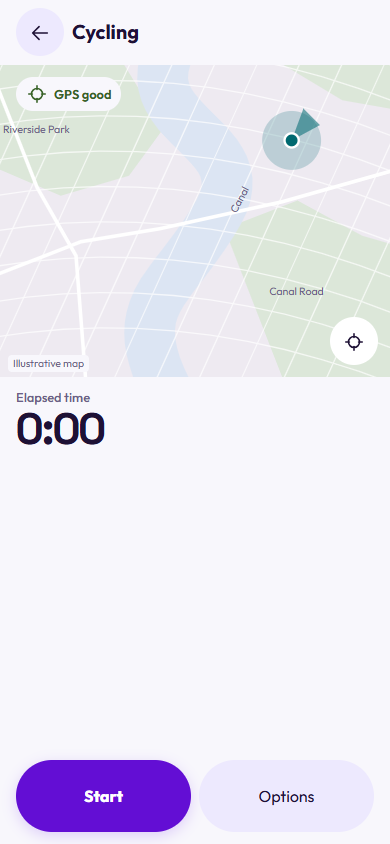 Cycling
GPS good
Riverside Park
Canal
Canal Road
Illustrative map
Elapsed time
0:00
Start
Options